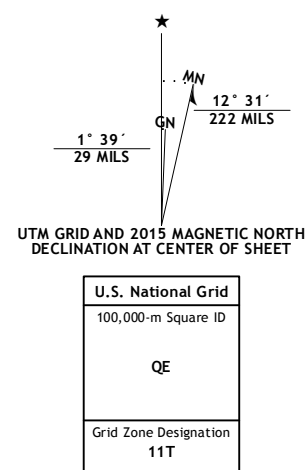 ★
MN
GN
12° 31´
222 MILS
1° 39´
29 MILS
UTM GRID AND 2015 MAGNETIC NORTH
DECLINATION AT CENTER OF SHEET
U.S. National Grid
100,000-m Square ID
QE
Grid Zone Designation
11T